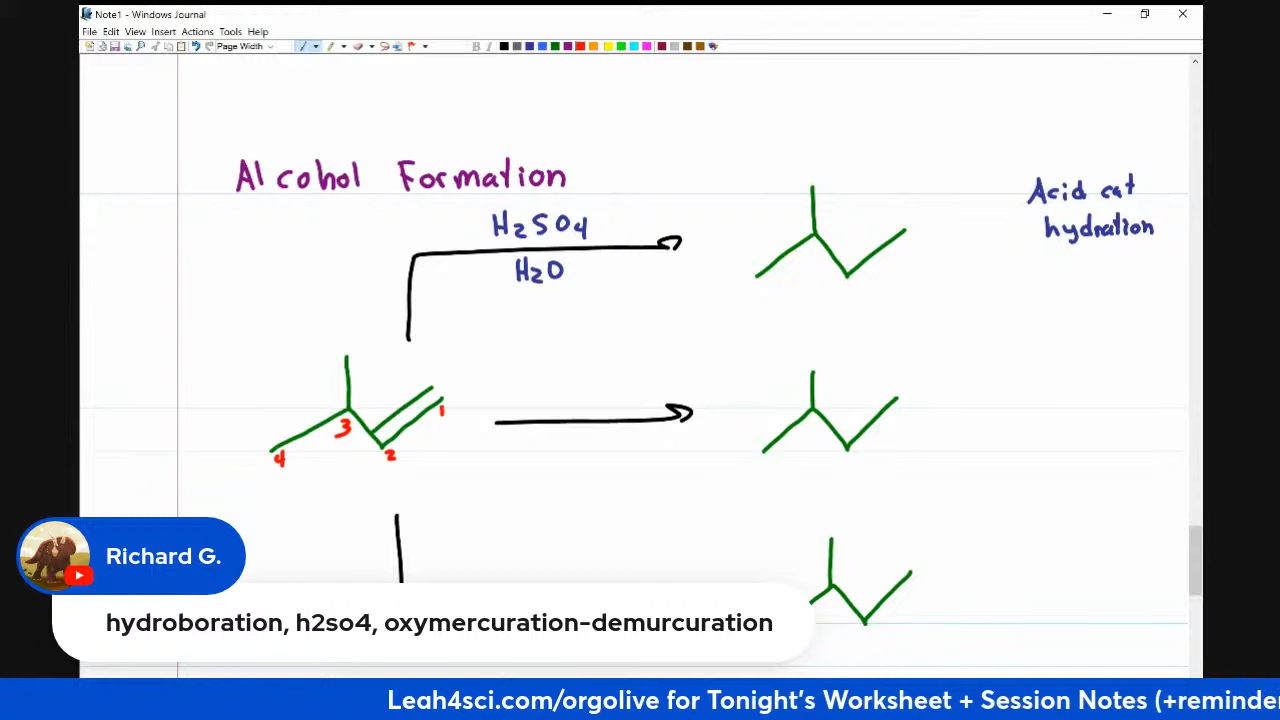 Note1 - Windows Journal
File Edit View Insert Actions Tools Help
Page Width
B I
Alcohol Formation
H2SO4
H2O
Acid cat
hydration
1
2
3
4
Richard G.
hydroboration, h2so4, oxymercuration-demurcuration
Leah4sci.com/orgolive for Tonight's Worksheet + Session Notes (+reminder